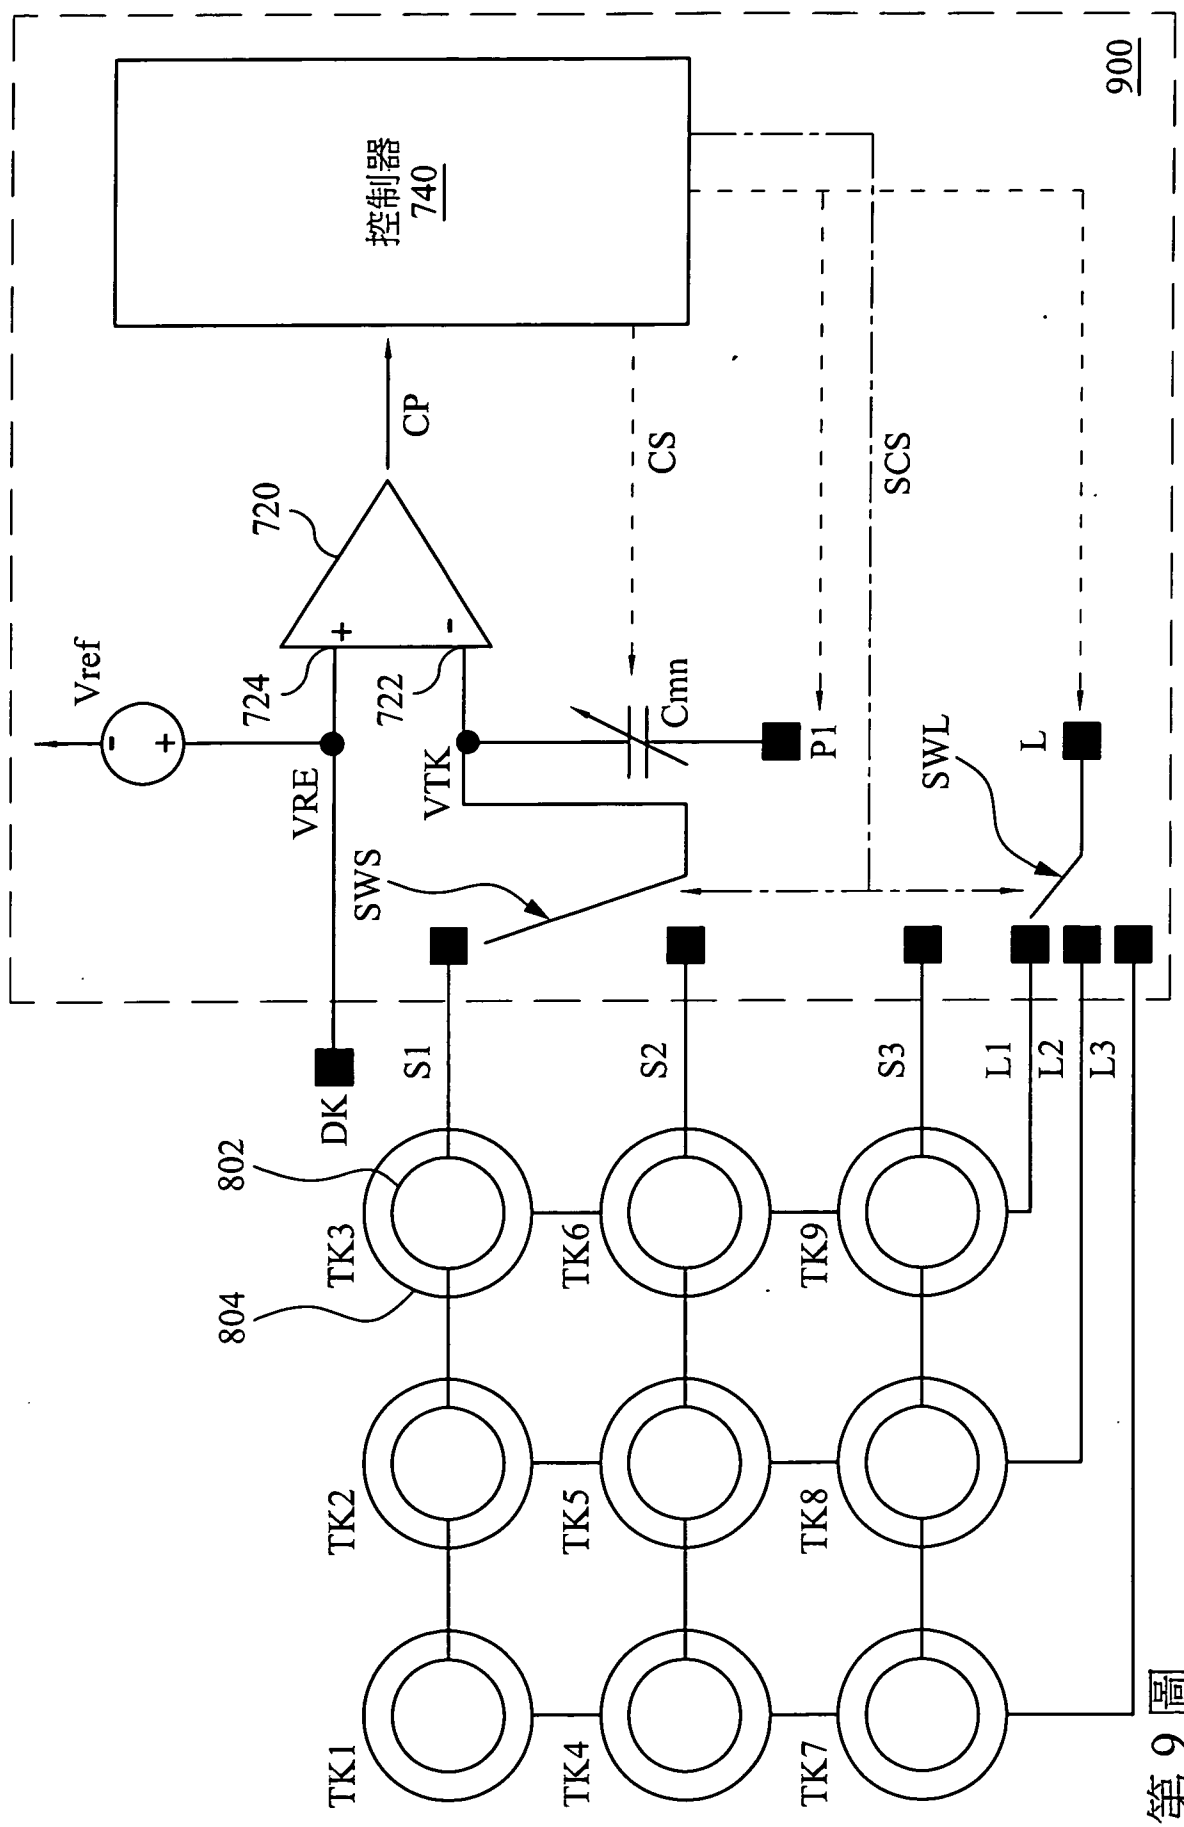 900
控制器
740
Vref
720
CP
724
722
VRE
VTK
CS
Cmn
SCS
P1
L
SWS
SWL
DK
S1
S2
S3
L1
L2
L3
802
804
TK3
TK6
TK9
TK2
TK5
TK8
TK1
TK4
TK7
+
-
+
-
第 9 圖